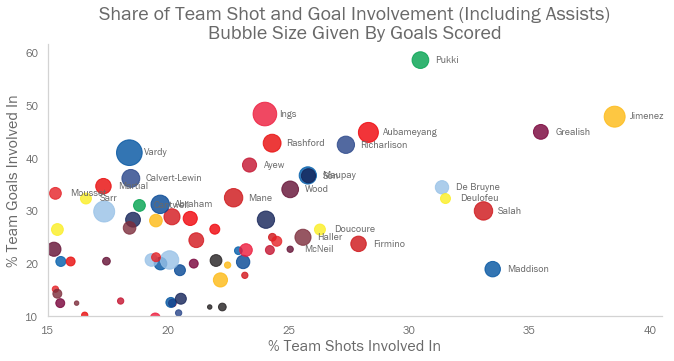 Share of Team Shot and Goal Involvement (Including Assists)
Bubble Size Given By Goals Scored
% Team Goals Involved In
60
50
40
30
20
10
Pukki
Ings
Jimenez
Aubameyang
Grealish
Rashford
Richarlison
Vardy
Ayew
Calvert-Lewin
Maupay
Mousset
Martial
Wood
De Bruyne
Sarr
Mane
Deulofeu
Abraham
Salah
Doucoure
Haller
Firmino
McNeil
Maddison
15
20
25
30
35
40
% Team Shots Involved In